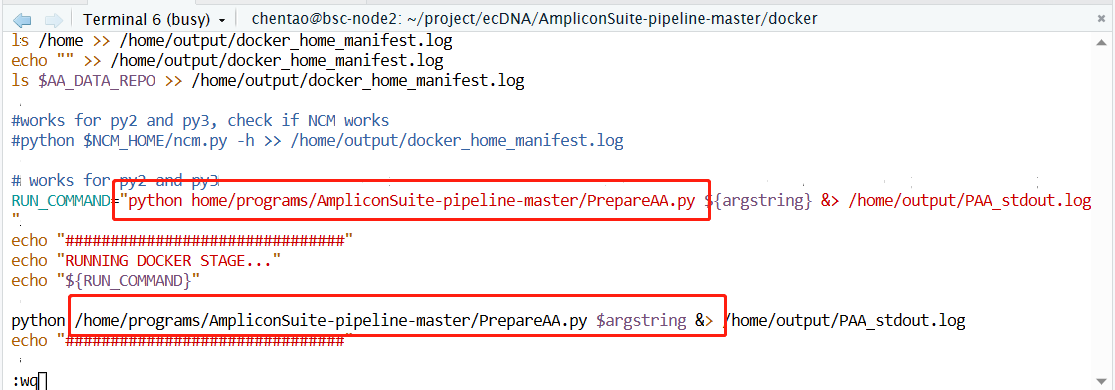 Terminal 6 (busy) chentao@bsc-node2: ~/project/ecDNA/AmpliconSuite-pipeline-master/docker
ls /home >> /home/output/docker_home_manifest.log
echo "" >> /home/output/docker_home_manifest.log
ls $AA_DATA_REPO >> /home/output/docker_home_manifest.log
#works for py2 and py3, check if NCM works
#python $NCM_HOME/ncm.py -h >> /home/output/docker_home_manifest.log
# works for py2 and py3
RUN_COMMAND="python home/programs/AmpliconSuite-pipeline-master/PrepareAA.py ${argstring} &> /home/output/PAA_stdout.log
"
echo "###############################"
echo "RUNNING DOCKER STAGE..."
echo "${RUN_COMMAND}"
python /home/programs/AmpliconSuite-pipeline-master/PrepareAA.py $argstring &> /home/output/PAA_stdout.log
echo "###############################"
:wq